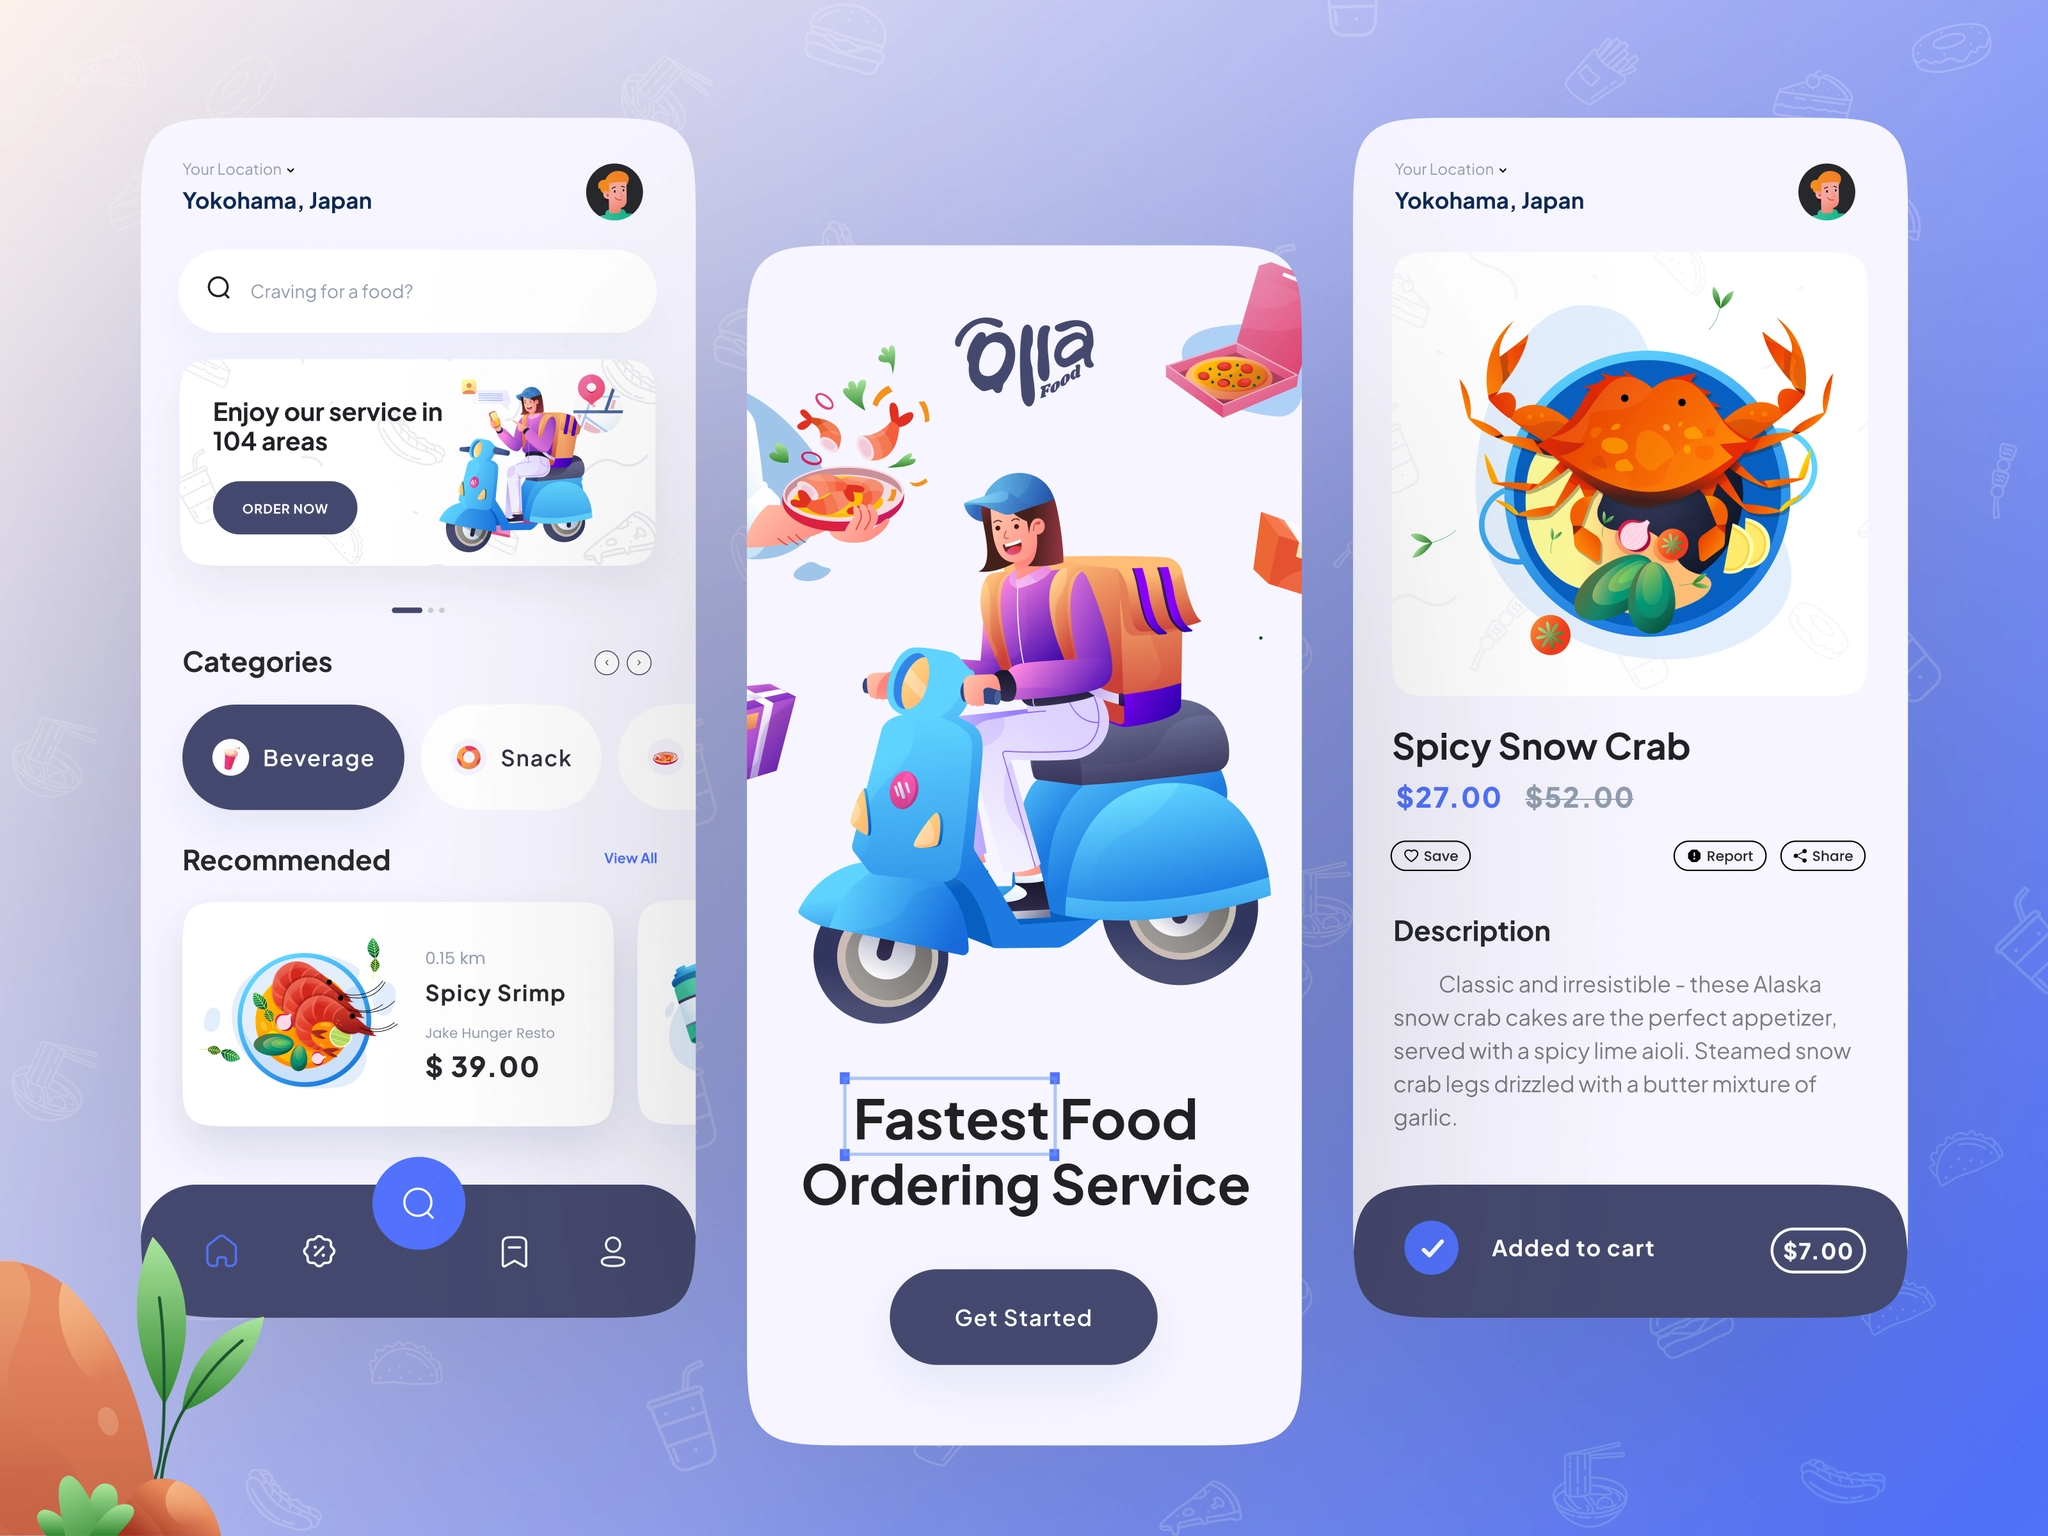 Your Location
Yokohama, Japan
Craving for a food?
Enjoy our service in
104 areas
ORDER NOW
Categories
Beverage
Snack
Recommended
View All
0.15 km
Spicy Srimp
Jake Hunger Resto
$ 39.00
olla
Food
Fastest Food
Ordering Service
Get Started
Your Location
Yokohama, Japan
Spicy Snow Crab
$27.00 $52.00
Save
Report
Share
Description
Classic and irresistible - these Alaska
snow crab cakes are the perfect appetizer,
served with a spicy lime aioli. Steamed snow
crab legs drizzled with a butter mixture of
garlic.
Added to cart
$7.00